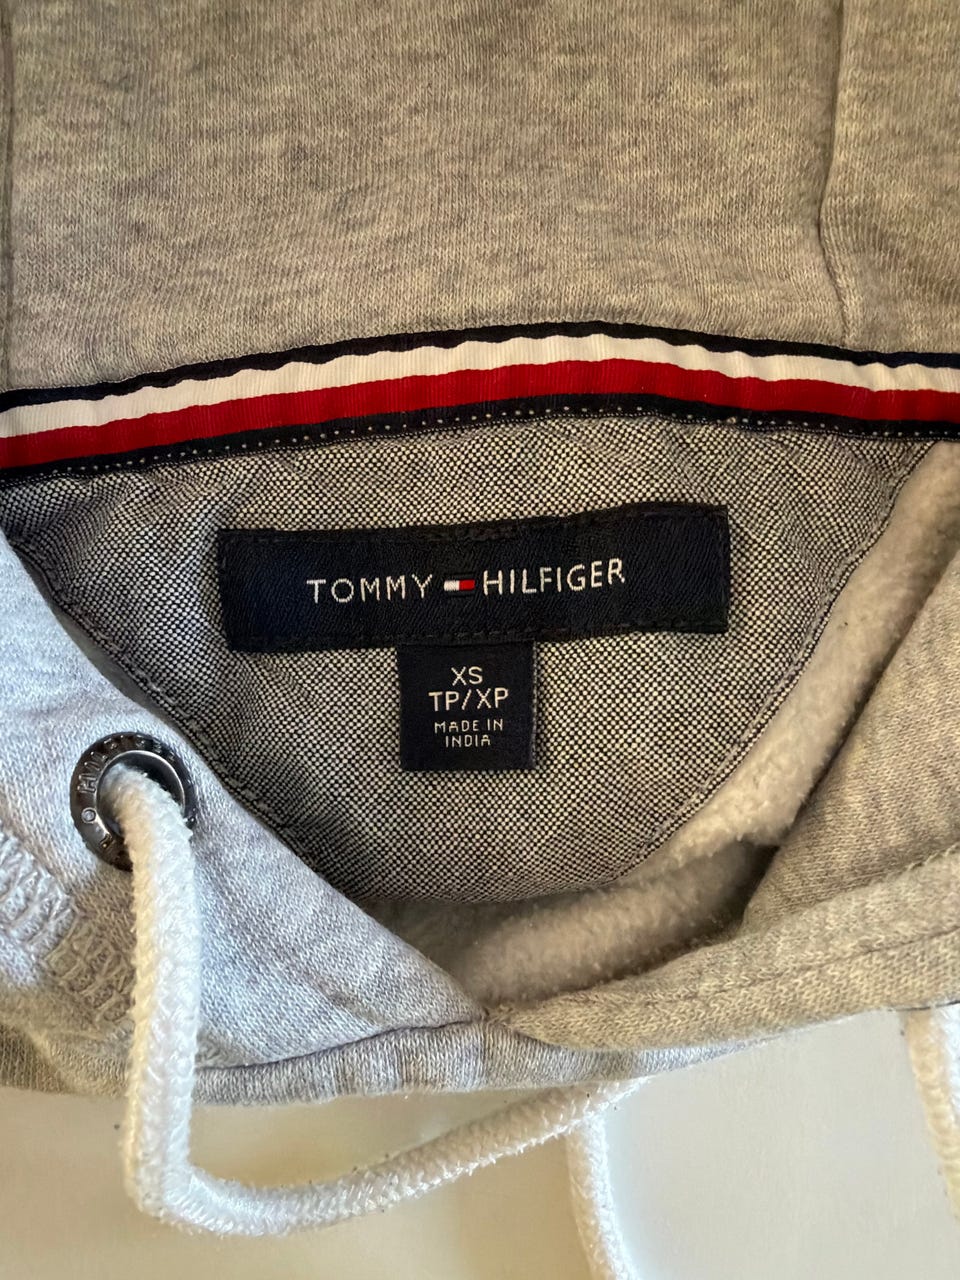 TOMMY HILFIGER
XS
TP/XP
MADE IN
INDIA